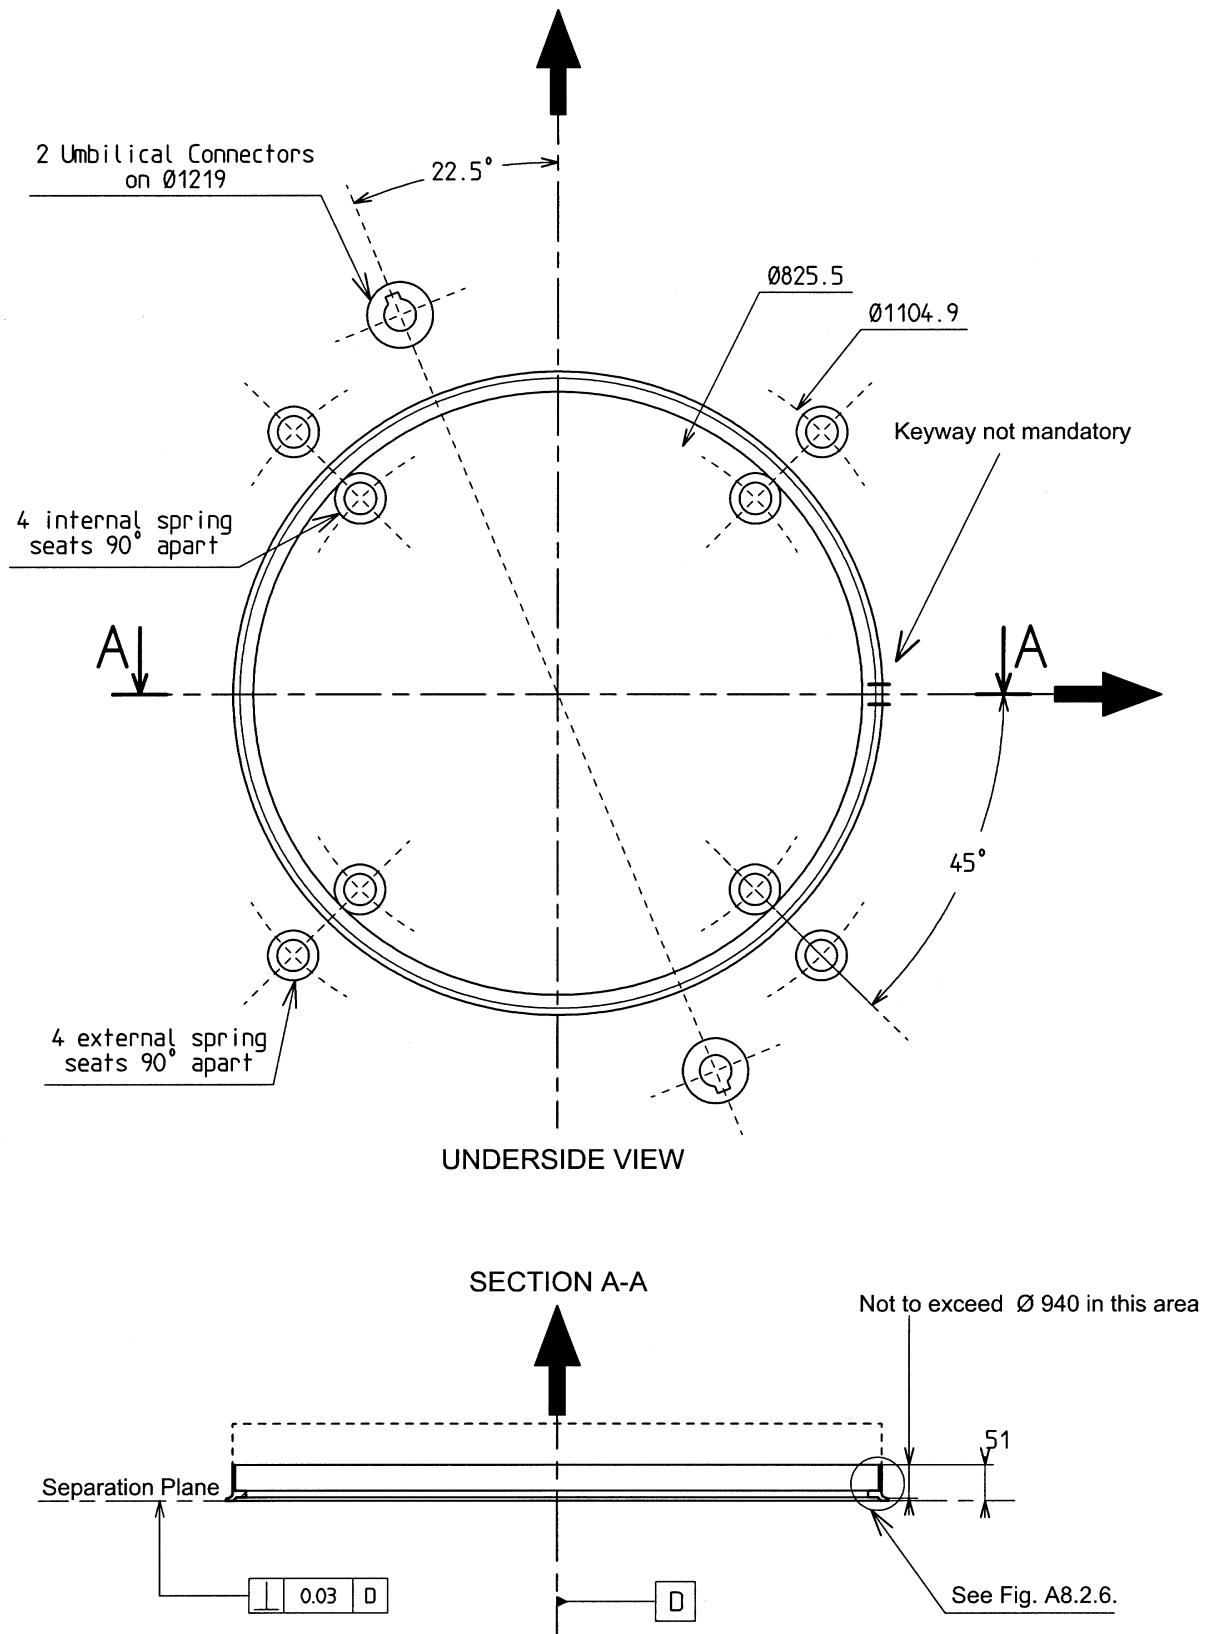 2 Umbilical Connectors
on Ø1219
22.5°
Ø825.5
Ø1104.9
Keyway not mandatory
4 internal spring
seats 90° apart
A
A
45°
4 external spring
seats 90° apart
UNDERSIDE VIEW
SECTION A-A
Not to exceed Ø 940 in this area
51
Separation Plane
⊥ 0.03 D
D
See Fig. A8.2.6.